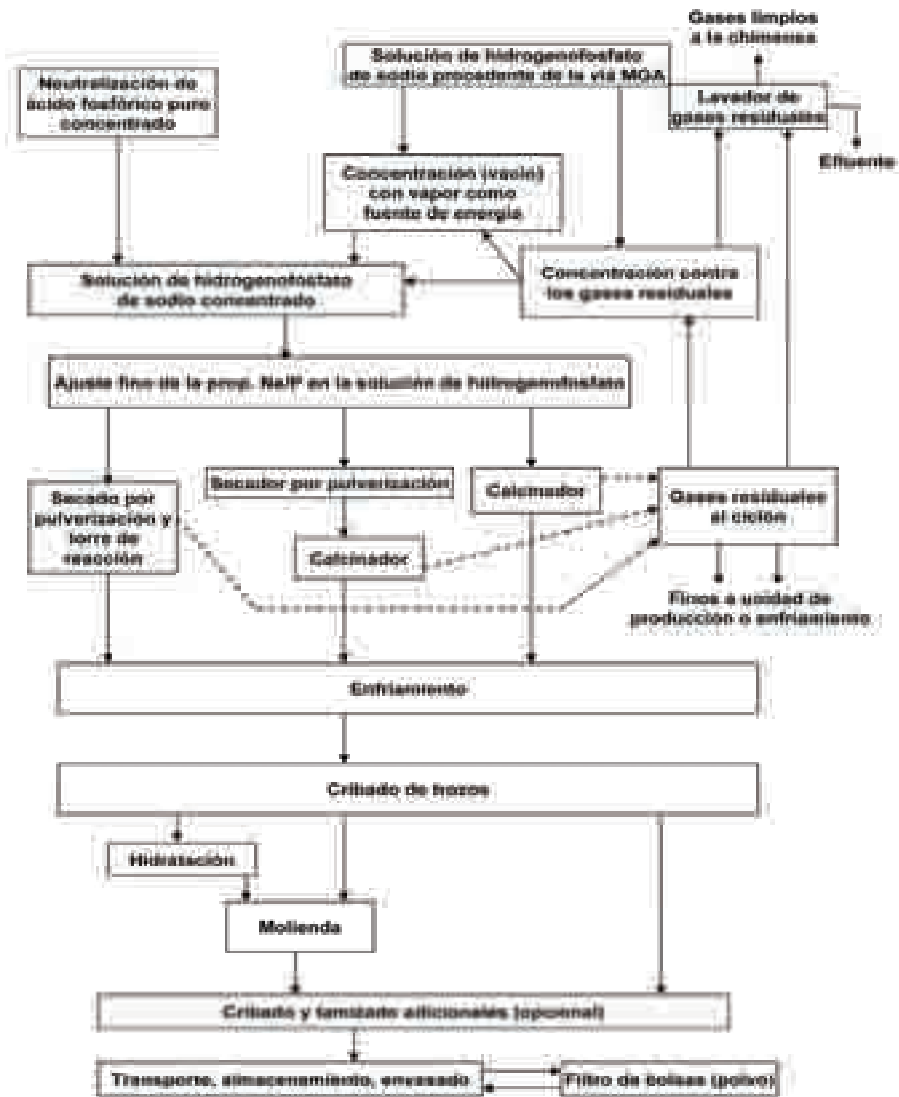 Gases limpios
a la chimenea
Solución de hidrogenofosfato
de sodio procedente de la vía MGA
Neutralización de
ácido fosfórico puro
concentrado
Lavador de
gases residuales
Efluente
Concentración (vacío)
con vapor como
fuente de energía
Solución de hidrogenofosfato
de sodio concentrado
Concentración contra
los gases residuales
Ajuste fino de la prop. Na/P en la solución de hidrogenofosfato
Secado por
pulverización y
torre de
reacción
Secador por pulverización
Calcinador
Calcinador
Gases residuales
al ciclón
Finos a unidad de
producción o enfriamiento
Enfriamiento
Cribado de trozos
Hidratación
Molienda
Cribado y tamizado adicionales (opcional)
Transporte, almacenamiento, envasado
Filtro de bolsas (polvo)